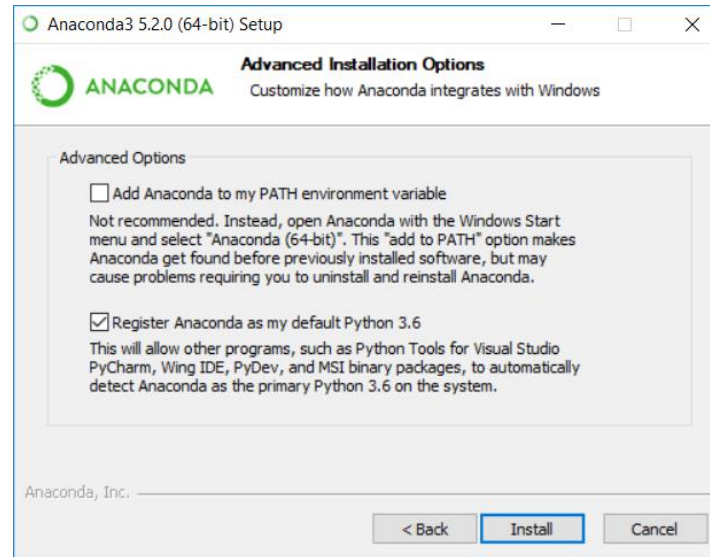 Anaconda3 5.2.0 (64-bit) Setup
ANACONDA
Advanced Installation Options
Customize how Anaconda integrates with Windows
Advanced Options
Add Anaconda to my PATH environment variable
Not recommended. Instead, open Anaconda with the Windows Start
menu and select "Anaconda (64-bit)". This "add to PATH" option makes
Anaconda get found before previously installed software, but may
cause problems requiring you to uninstall and reinstall Anaconda.
Register Anaconda as my default Python 3.6
This will allow other programs, such as Python Tools for Visual Studio
PyCharm, Wing IDE, PyDev, and MSI binary packages, to automatically
detect Anaconda as the primary Python 3.6 on the system.
Anaconda, Inc.
< Back
Install
Cancel